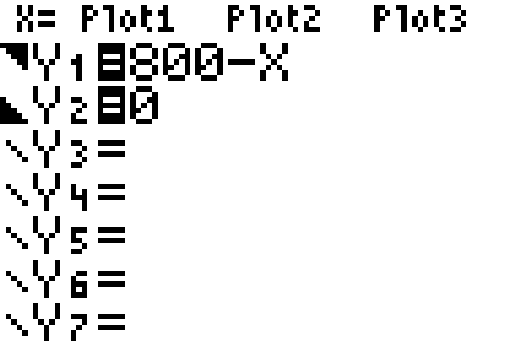 X= Plot1 Plot2 Plot3
Y1=800-X
Y2=0
\Y3=
\Y4=
\Y5=
\Y6=
\Y7=